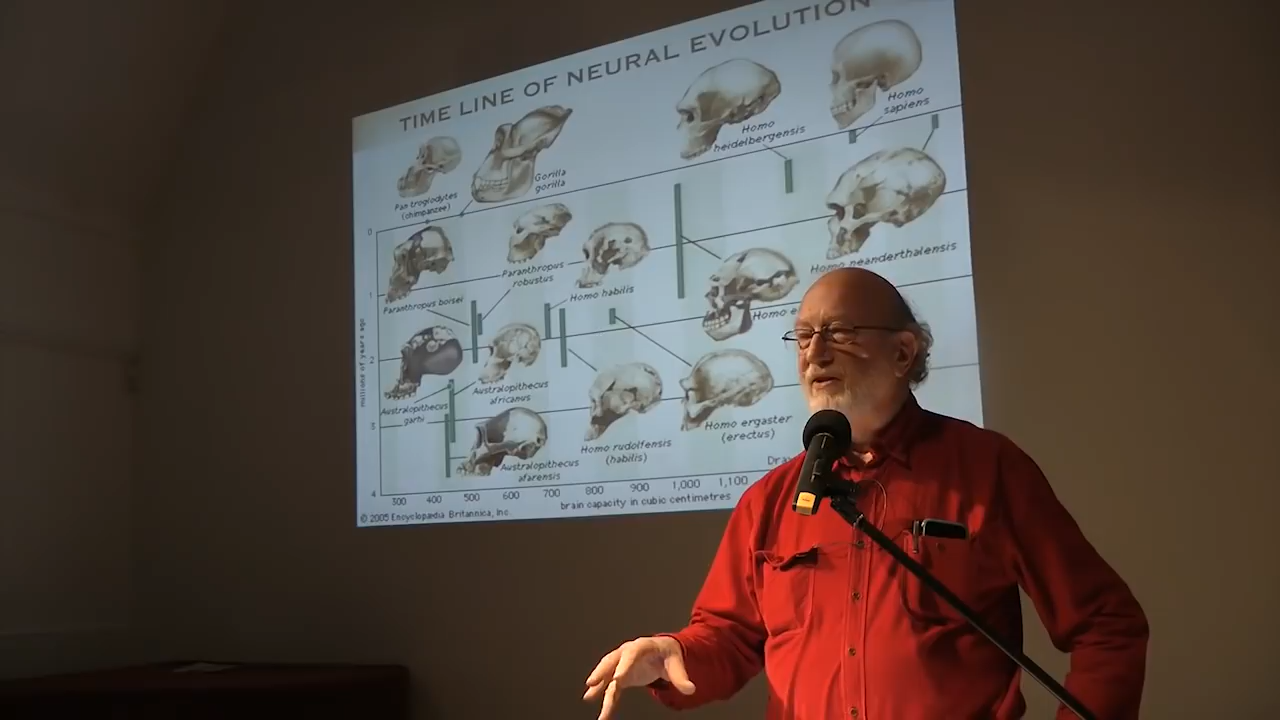 TIME LINE OF NEURAL EVOLUTION
Pan troglodytes
(chimpanzee)
Gorilla
gorilla
Homo
heidelbergensis
Homo
sapiens
0
Paranthropus boisei
Paranthropus
robustus
Homo habilis
Homo neanderthalensis
1
Homo e
millions of years ago
2
Australopithecus
garhi
Australopithecus
africanus
Homo rudolfensis
(habilis)
Homo ergaster
(erectus)
3
Australopithecus
afarensis
4
300 400 500 600 700 800 900 1,000 1,100
brain capacity in cubic centimetres
© 2005 Encyclopædia Britannica, Inc.